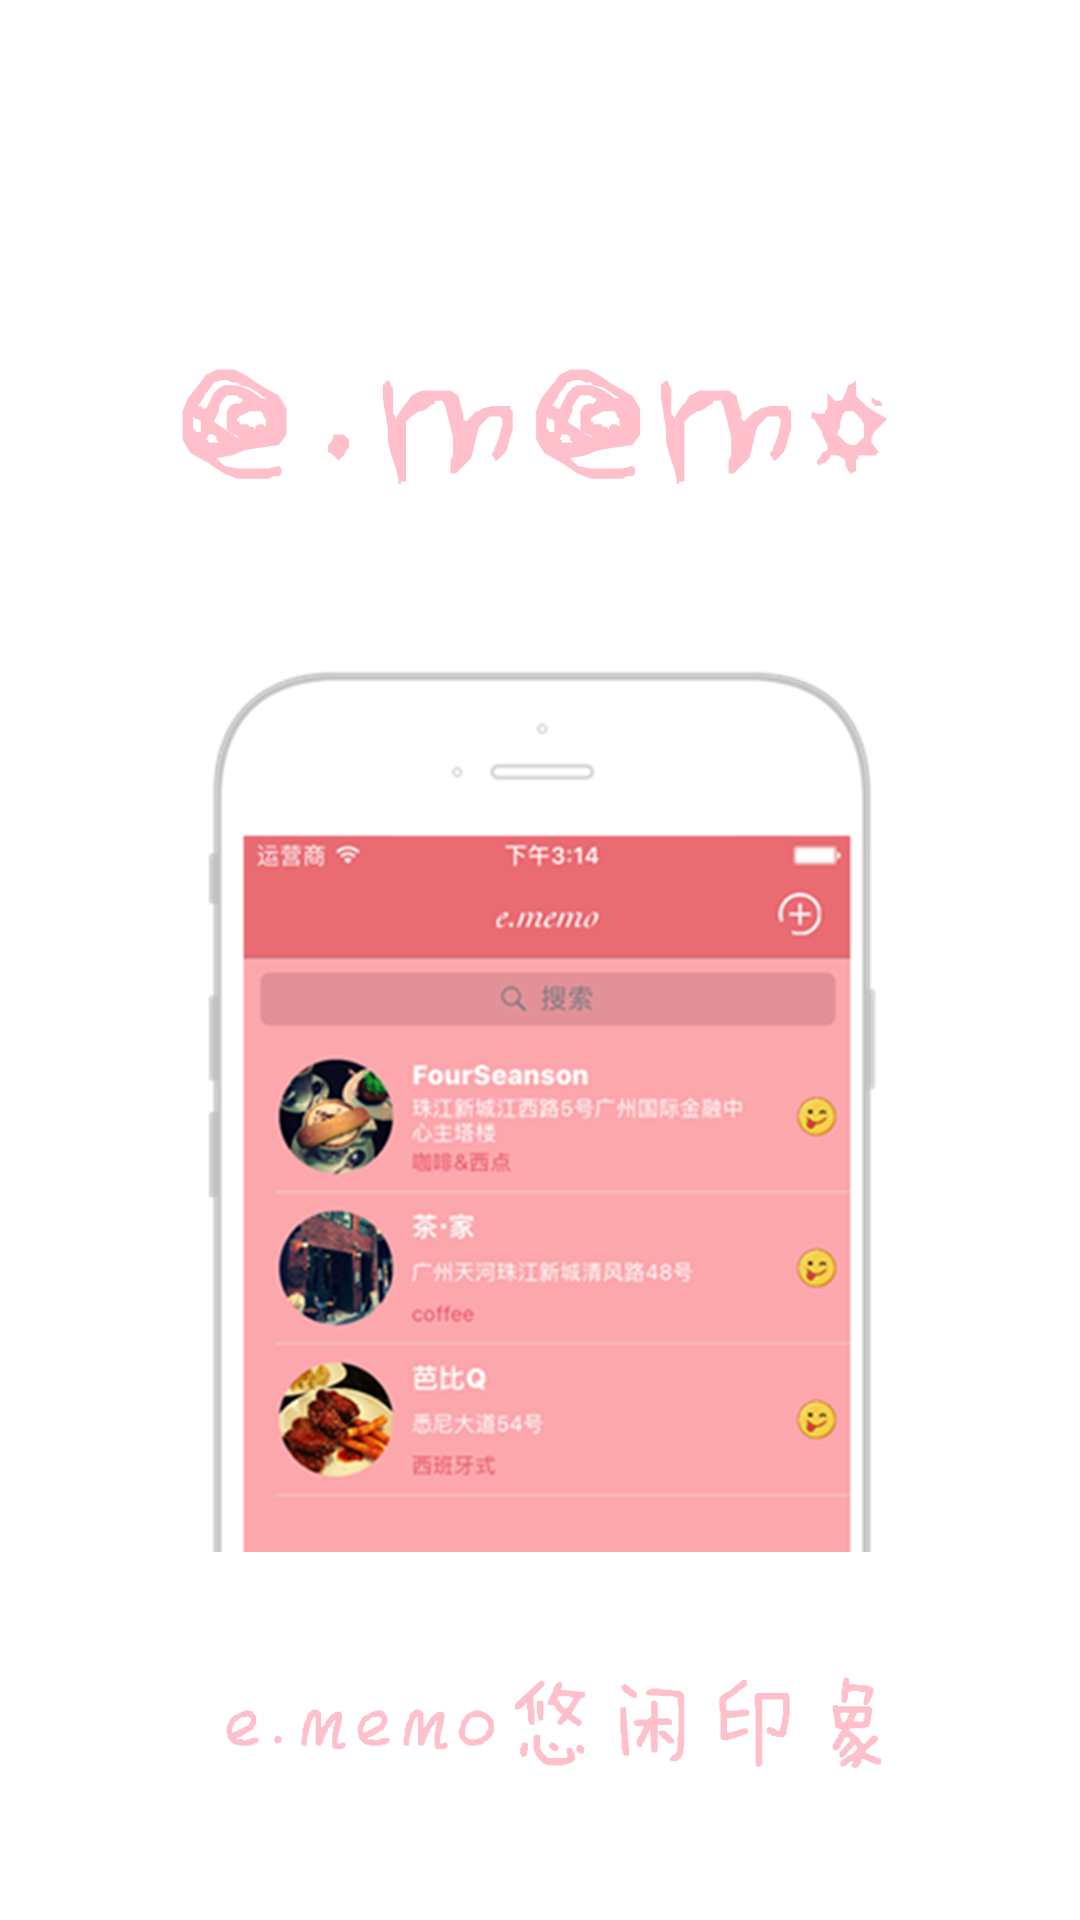 e.memo
运营商 下午3:14
e.memo
搜索
FourSeanson
珠江新城江西路5号广州国际金融中
心主塔楼
咖啡&西点
茶·家
广州天河珠江新城清风路48号
coffee
芭比Q
悉尼大道54号
西班牙式
e.memo悠闲印象